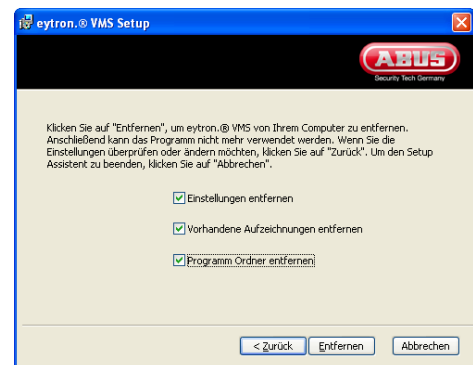 eytron.® VMS Setup
ABUS
Security Tech Germany
Klicken Sie auf "Entfernen", um eytron.® VMS von Ihrem Computer zu entfernen.
Anschließend kann das Programm nicht mehr verwendet werden. Wenn Sie die
Einstellungen überprüfen oder ändern möchten, klicken Sie auf "Zurück". Um den Setup
Assistent zu beenden, klicken Sie auf "Abbrechen".
Einstellungen entfernen
Vorhandene Aufzeichnungen entfernen
Programm Ordner entfernen
< Zurück Entfernen Abbrechen